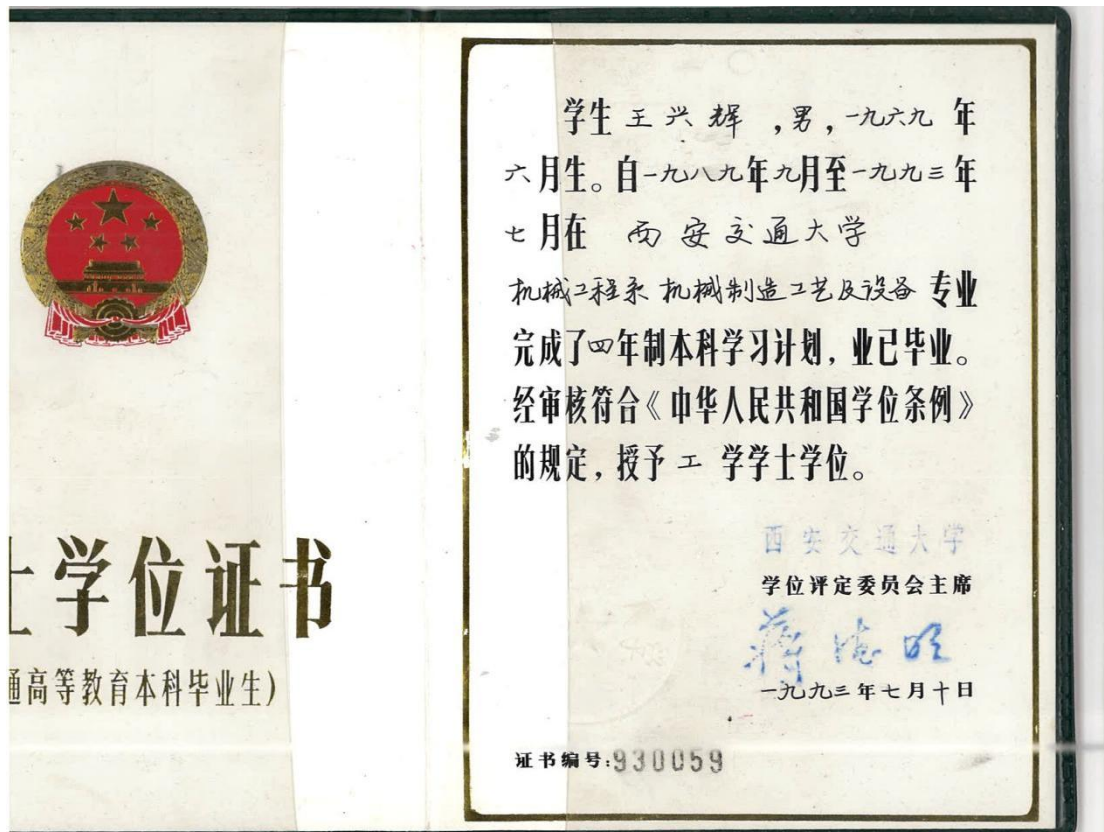 士学位证书
通高等教育本科毕业生)
学生王兴辉,男,一九六九年
六月生。自一九八九年九月至一九九三年
七月在 西安交通大学
机械工程系机械制造工艺及设备专业
完成了四年制本科学习计划,业已毕业。
经审核符合《中华人民共和国学位条例》
的规定,授予工学学士学位。
西安交通大学
学位评定委员会主席
蒋德明
一九九三年七月十日
证书编号:930059